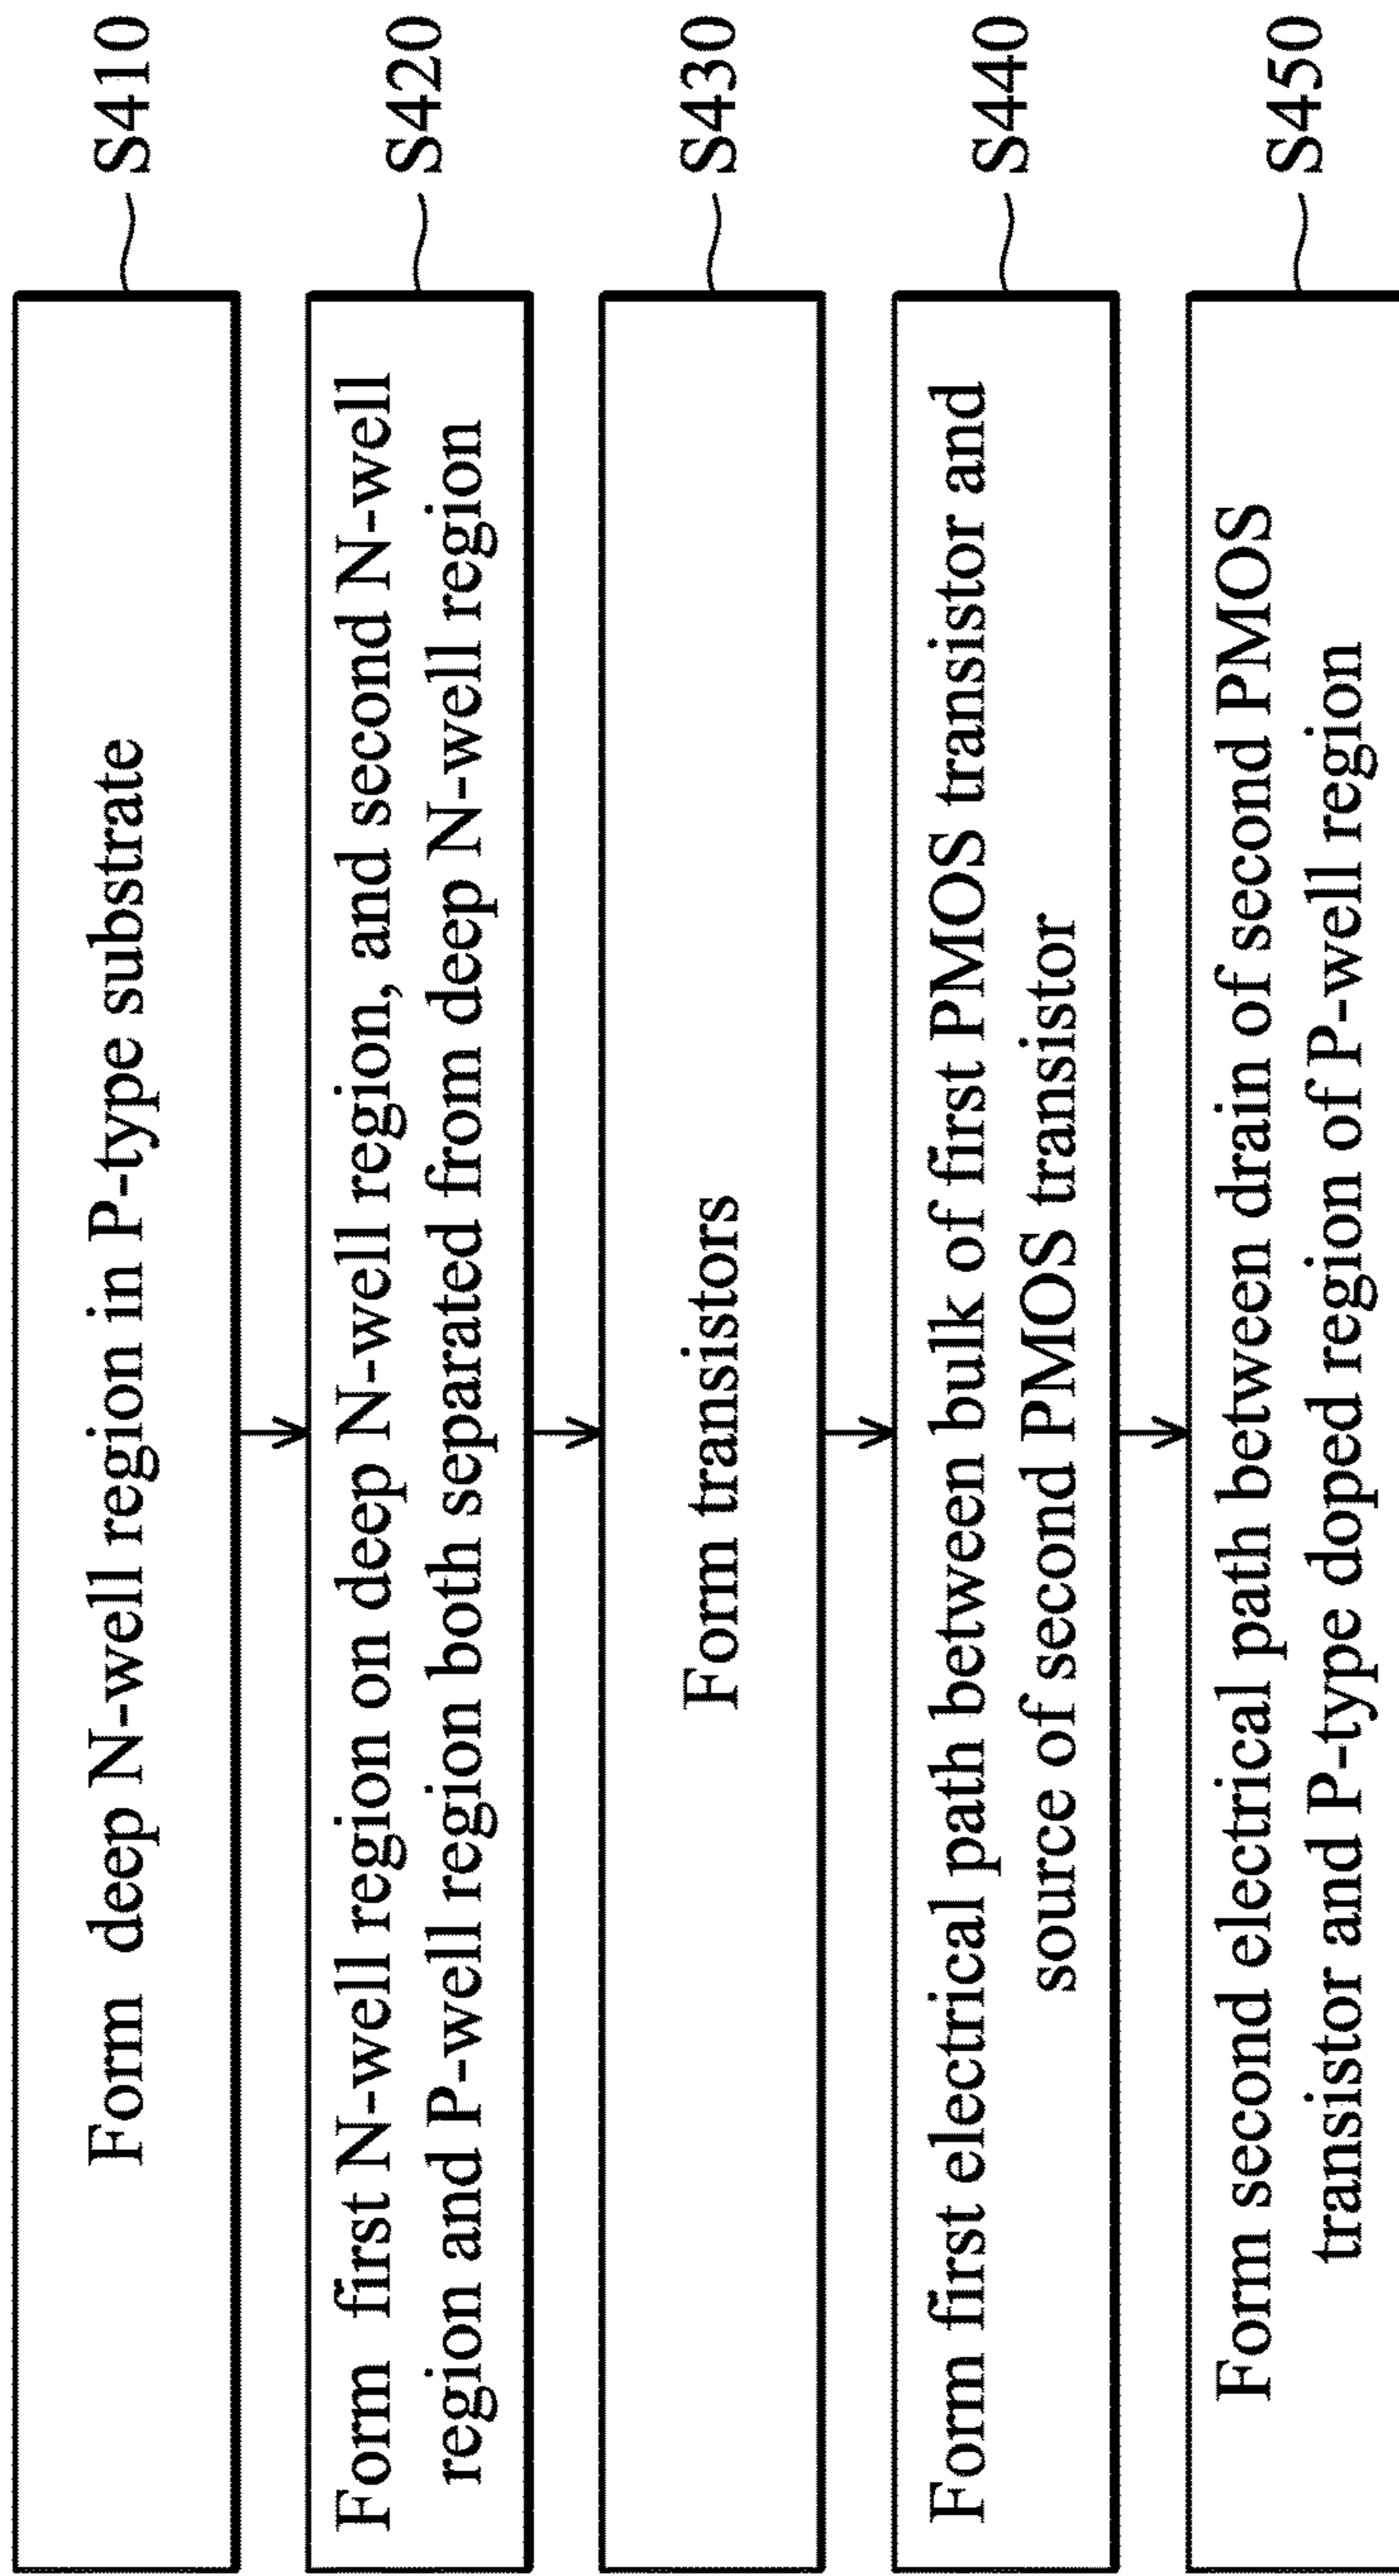 Form deep N-well region in P-type substrate
S410
Form first N-well region on deep N-well region, and second N-well
region and P-well region both separated from deep N-well region
S420
Form transistors
S430
Form first electrical path between bulk of first PMOS transistor and
source of second PMOS transistor
S440
Form second electrical path between drain of second PMOS
transistor and P-type doped region of P-well region
S450